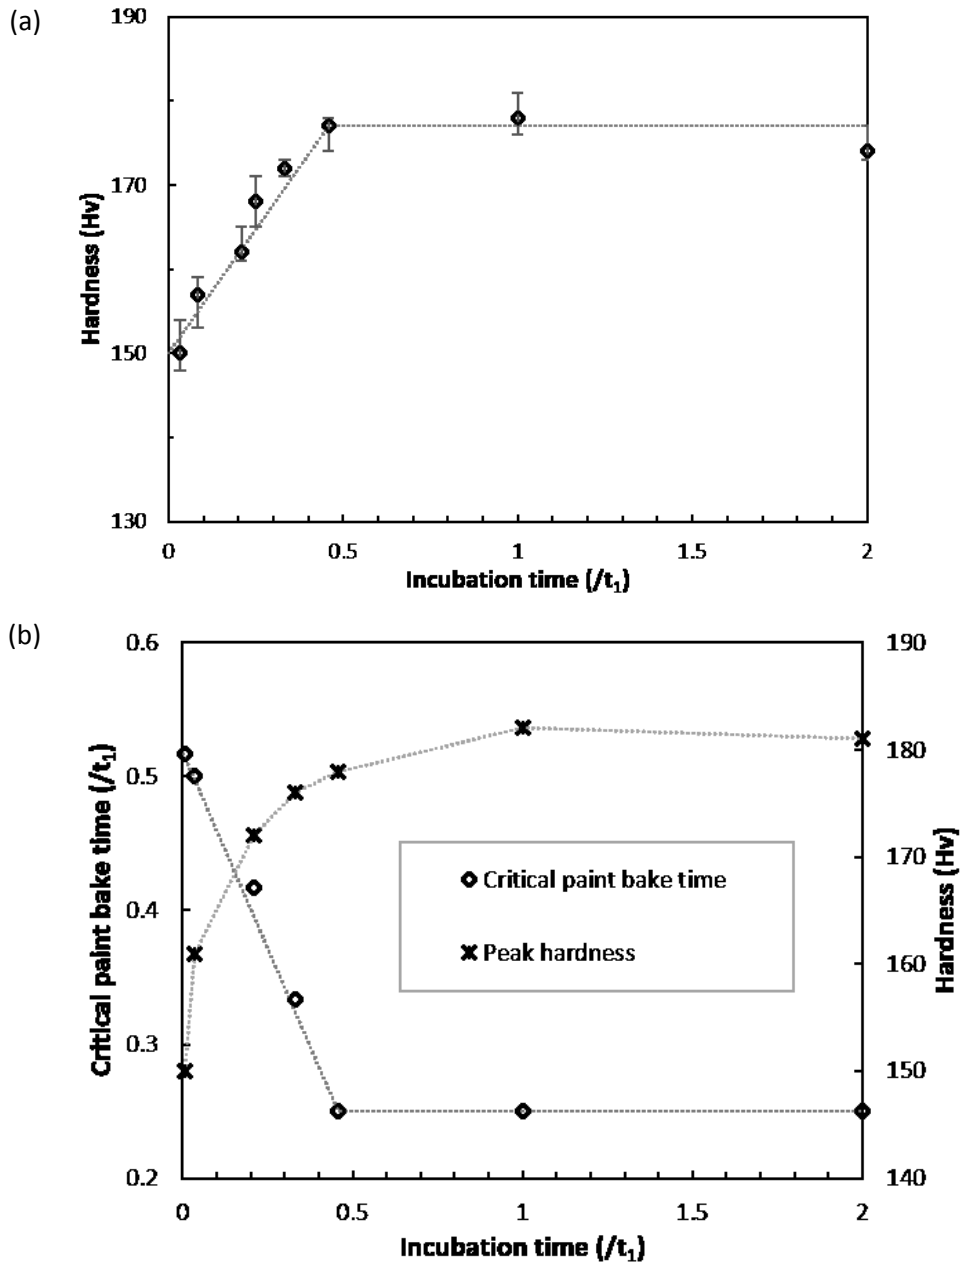 (a)
190
170
150
130
Hardness (Hv)
0 0.5 1 1.5 2
Incubation time (/t₁)
(b)
0.6 190
0.5 180
0.4 170
0.3 160
0.2 150
140
Critical paint bake time (/t₁)
Hardness (Hv)
Critical paint bake time
Peak hardness
0 0.5 1 1.5 2
Incubation time (/t₁)